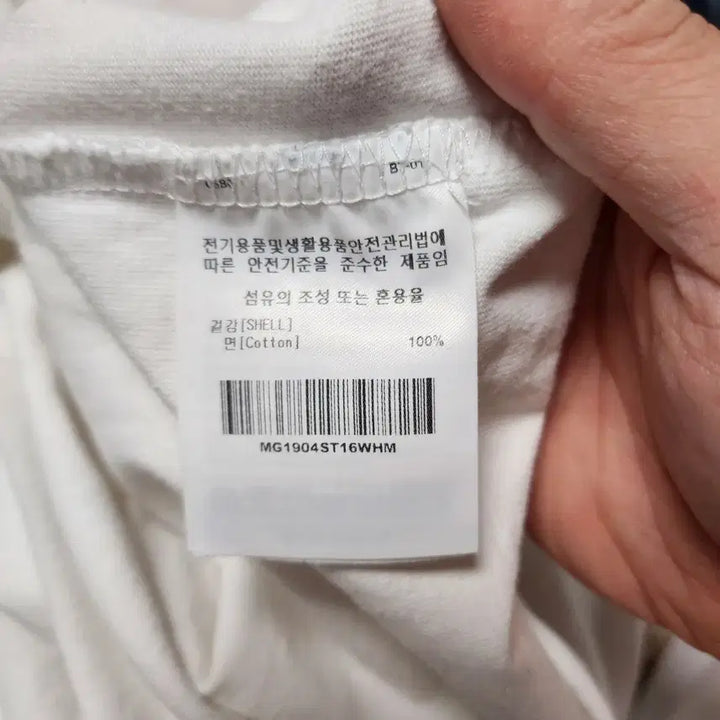 전기용품및생활용품안전관리법에
따른 안전기준을 준수한 제품임
섬유의 조성 또는 혼용율
겉감[SHELL]
면[Cotton] 100%
MG1904ST16WHM